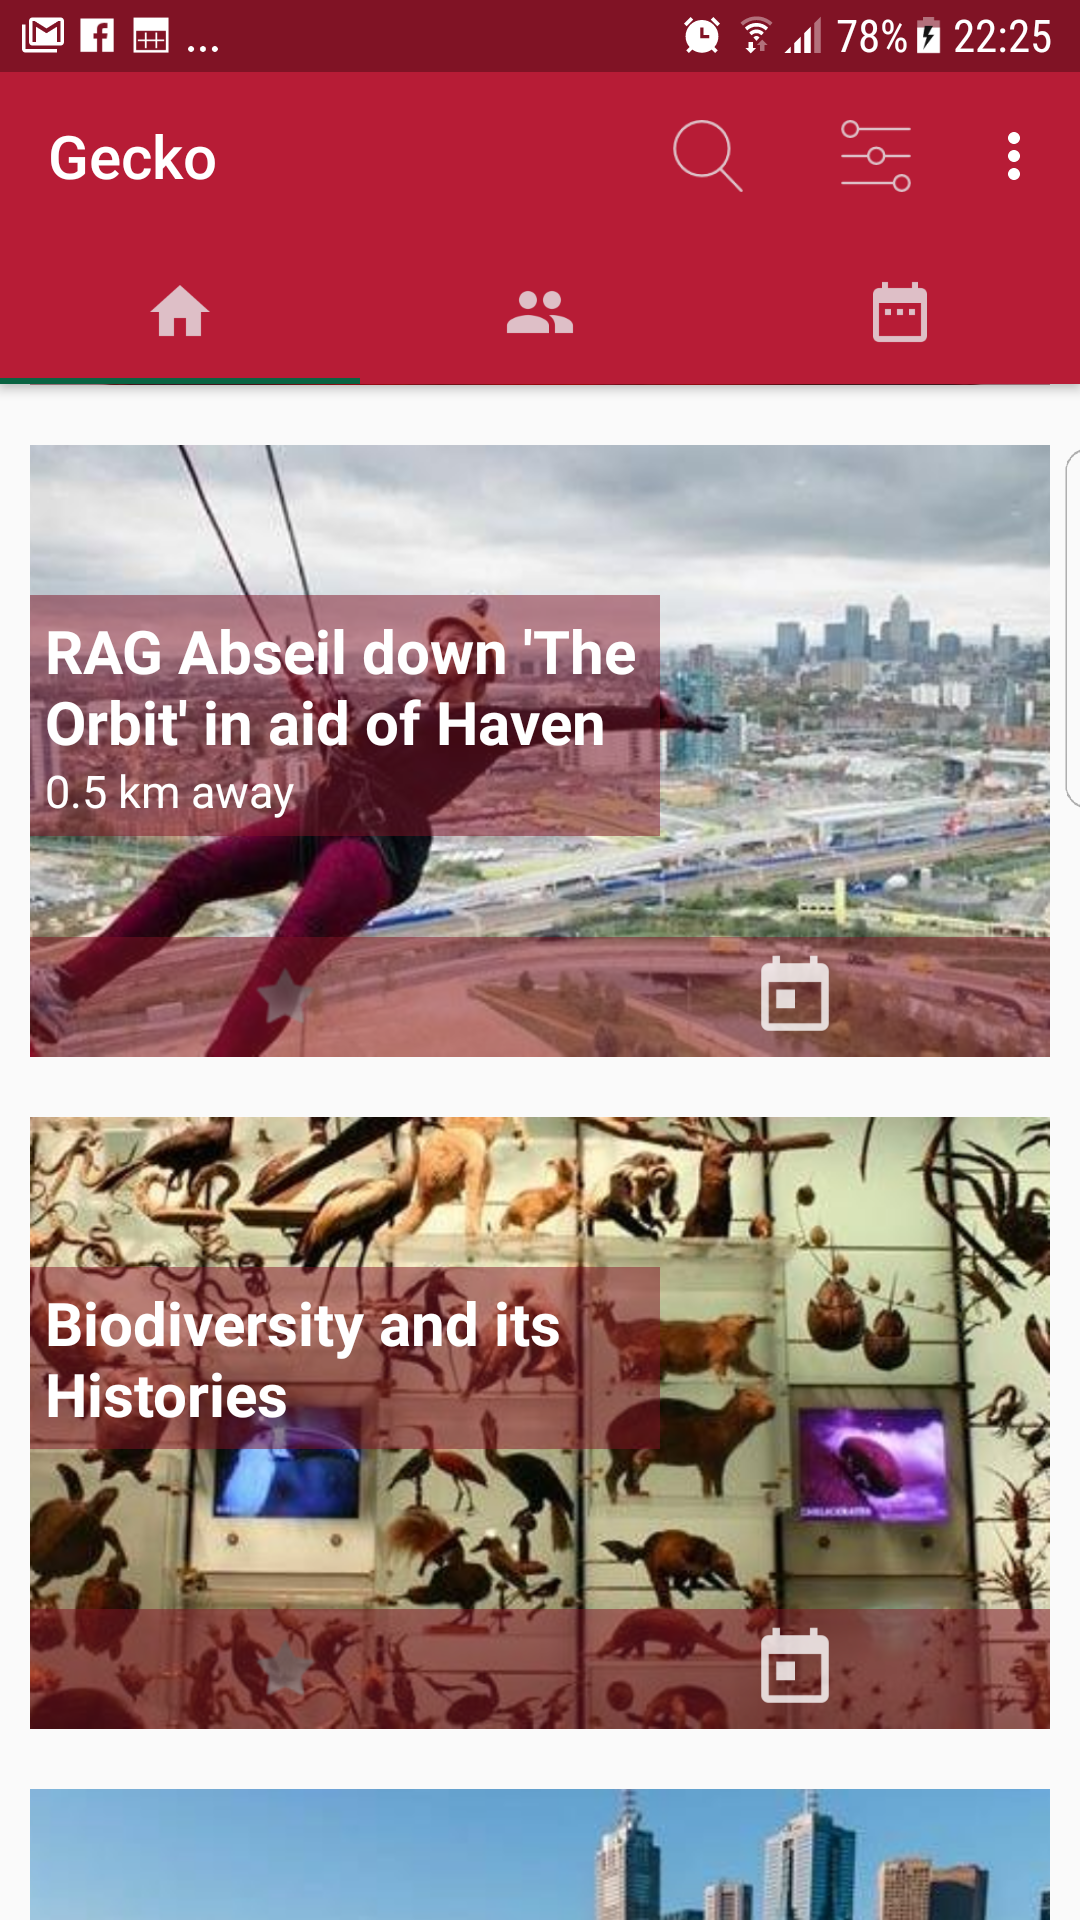 ... 78% 22:25
Gecko
RAG Abseil down 'The
Orbit' in aid of Haven
0.5 km away
Biodiversity and its
Histories